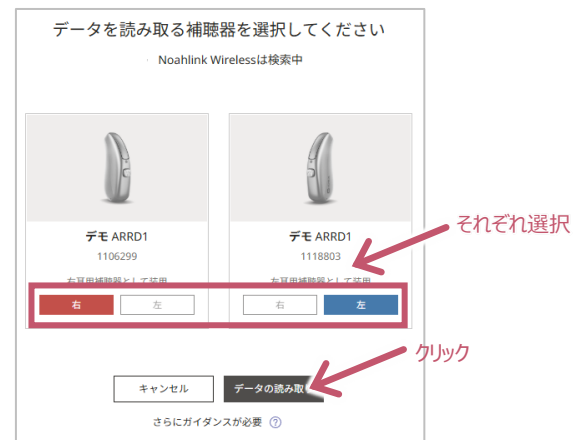 データを読み取る補聴器を選択してください
Noahlink Wirelessは検索中
デモ ARRD1
1106299
右 左
デモ ARRD1
1118803
右 左
それぞれ選択
クリック
キャンセル
データの読み取
さらにガイダンスが必要 ?